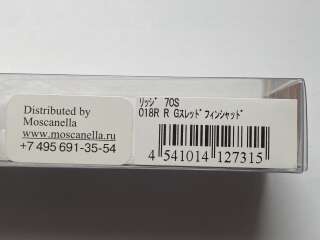 Distributed by
Moscanella
www.moscanella.ru
+7 495 691-35-54
ﾘｯｼﾞ 70S
018R R Gｽﾚｯﾄﾞﾌｨﾝｼｬｯﾄﾞ
4 541014 127315